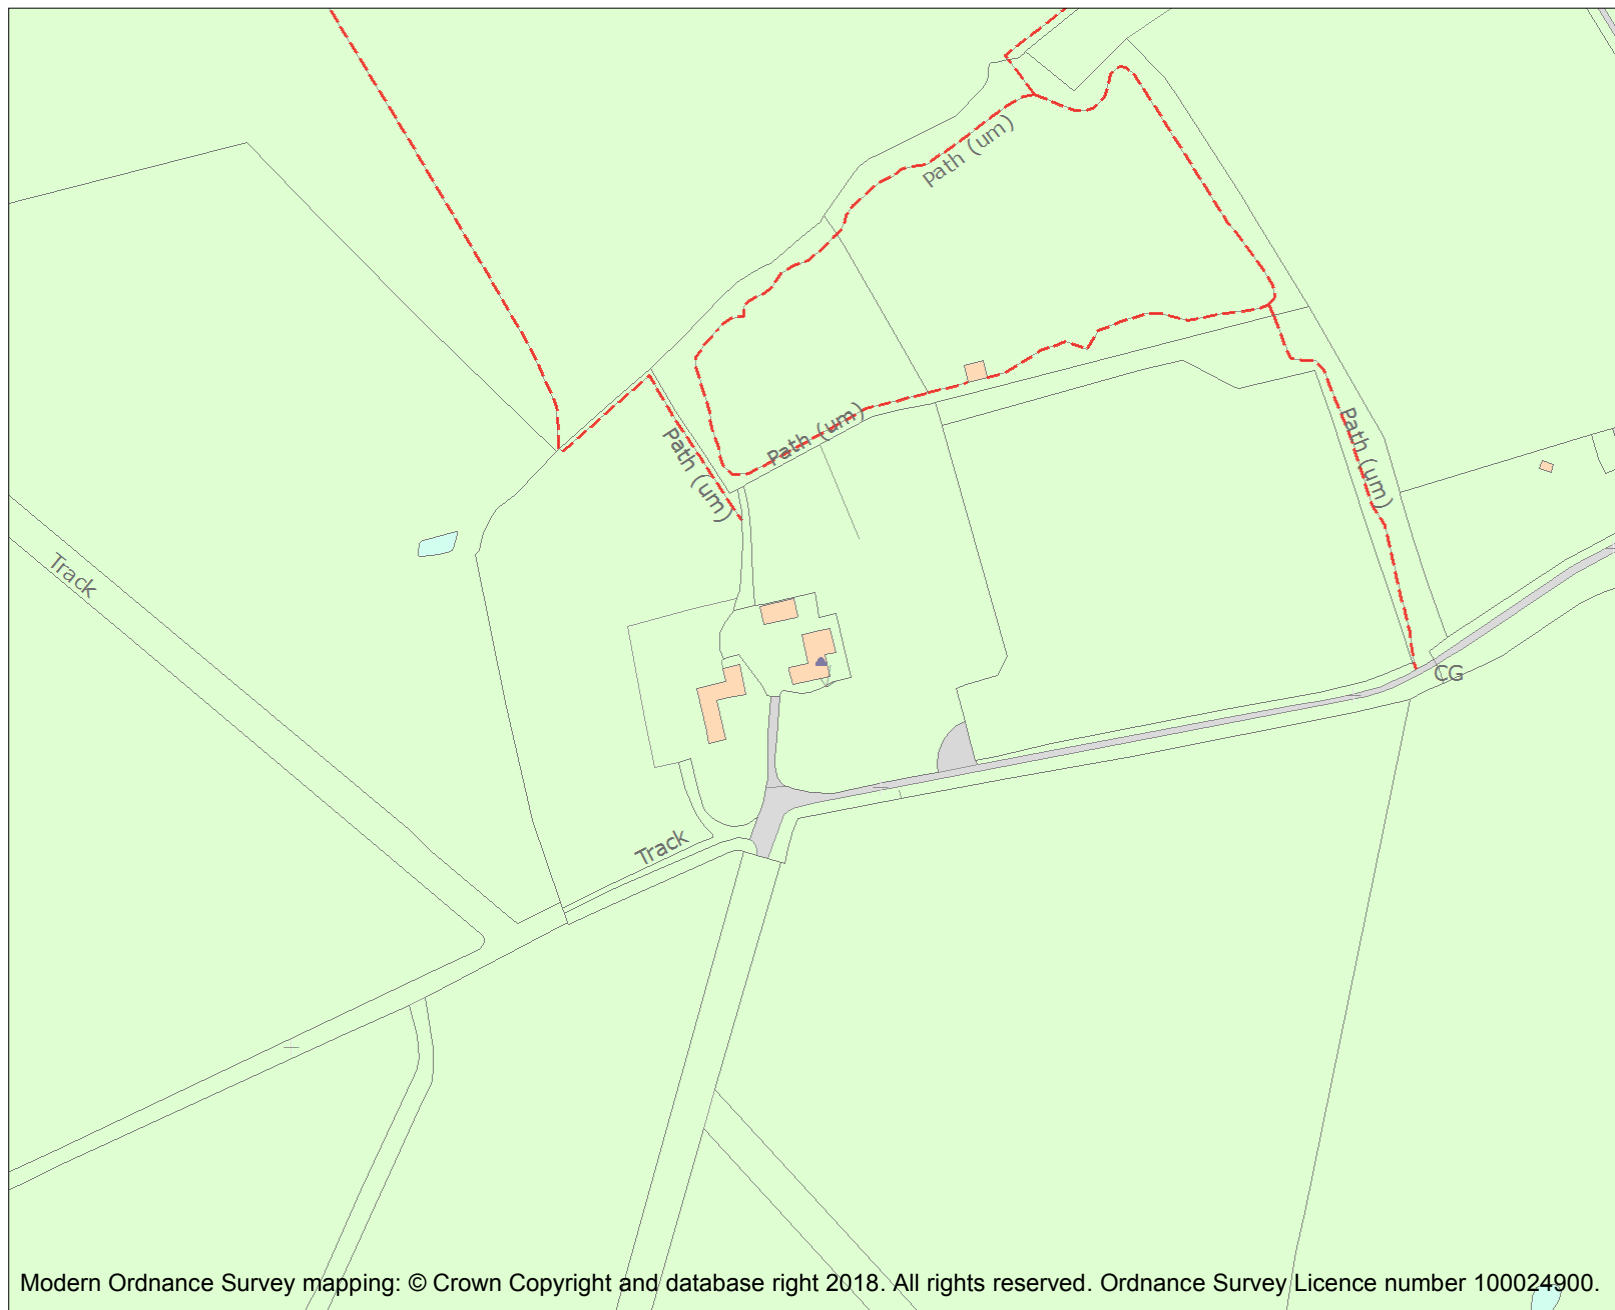 Path (um)
Path (um)
Path (um)
Path (um)
Track
CG
Track
Modern Ordnance Survey mapping: © Crown Copyright and database right 2018. All rights reserved. Ordnance Survey Licence number 100024900.